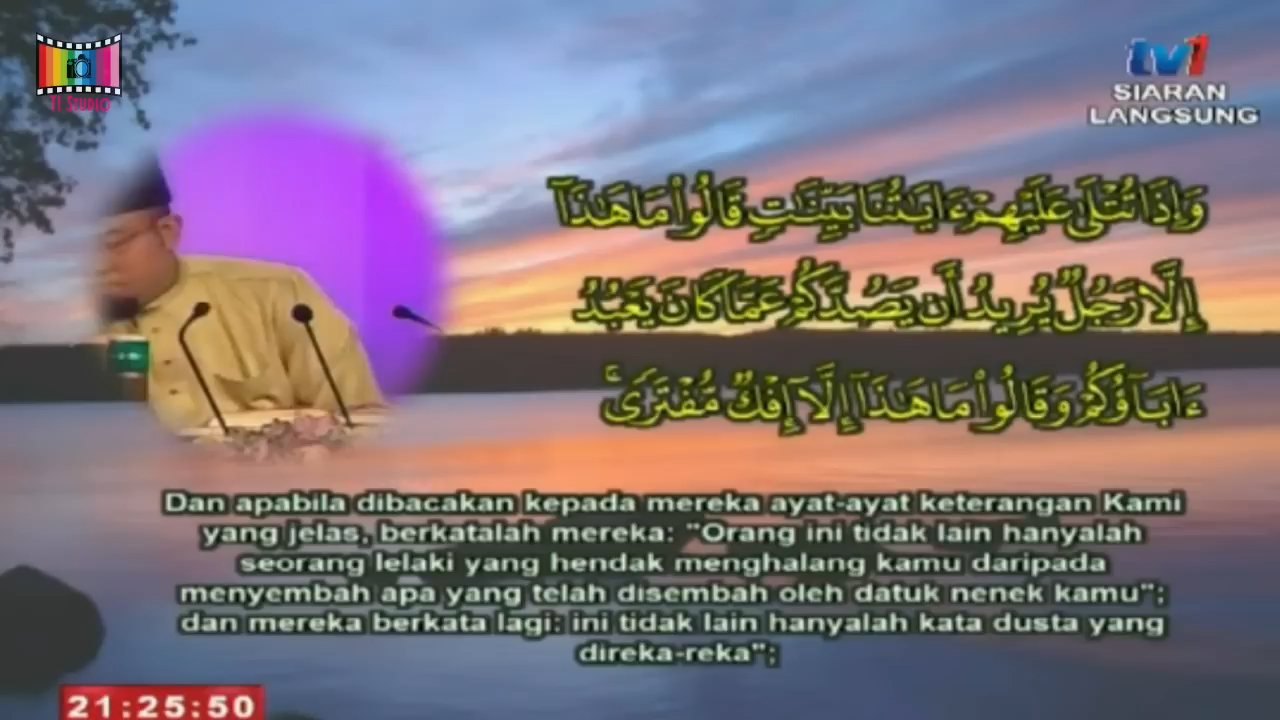 TI STUDIO
tv1
SIARAN
LANGSUNG
وَإِذَا تُتْلَىٰ عَلَيْهِمْ ءَايَـٰتُنَا بَيِّنَـٰتٍ قَالُوا۟ مَا هَـٰذَآ
إِلَّا رَجُلٌ يُرِيدُ أَن يَصُدَّكُمْ عَمَّا كَانَ يَعْبُدُ
ءَابَآؤُكُمْ وَقَالُوا۟ مَا هَـٰذَآ إِلَّآ إِفْكٌ مُّفْتَرًى ۚ
Dan apabila dibacakan kepada mereka ayat-ayat keterangan Kami
yang jelas, berkatalah mereka: "Orang ini tidak lain hanyalah
seorang lelaki yang hendak menghalang kamu daripada
menyembah apa yang telah disembah oleh datuk nenek kamu";
dan mereka berkata lagi: ini tidak lain hanyalah kata dusta yang
direka-reka";
21:25:50